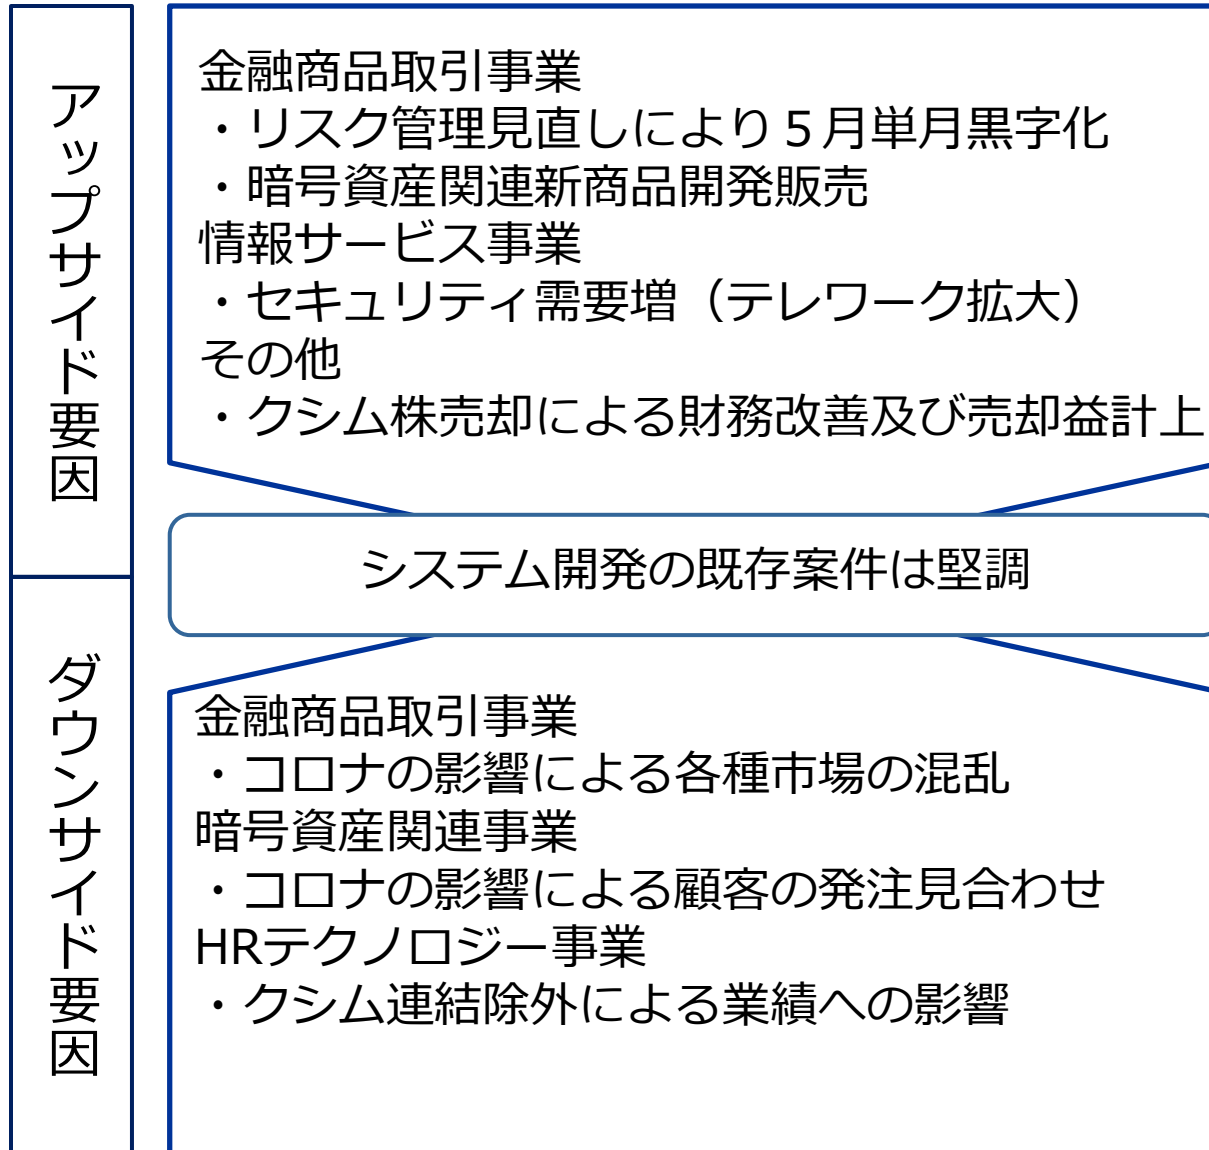 アップサイド要因
金融商品取引事業
・リスク管理見直しにより５月単月黒字化
・暗号資産関連新商品開発販売
情報サービス事業
・セキュリティ需要増（テレワーク拡大）
その他
・クシム株売却による財務改善及び売却益計上
システム開発の既存案件は堅調
ダウンサイド要因
金融商品取引事業
・コロナの影響による各種市場の混乱
暗号資産関連事業
・コロナの影響による顧客の発注見合わせ
HRテクノロジー事業
・クシム連結除外による業績への影響